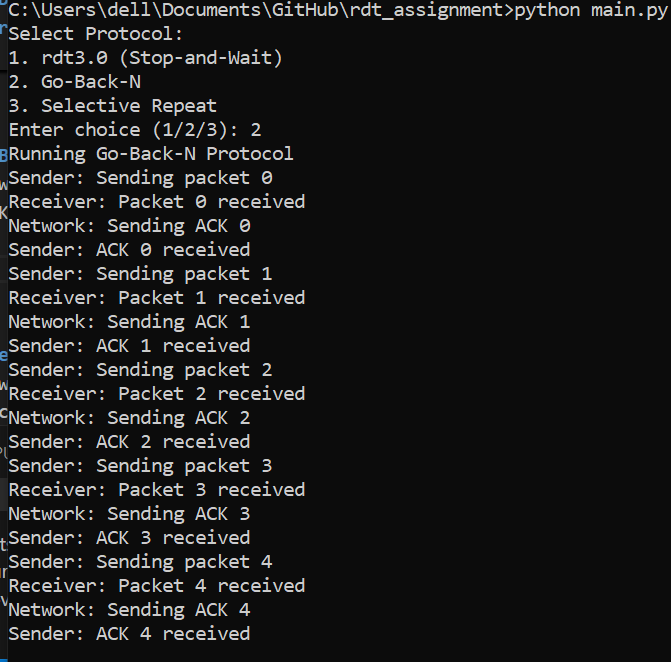 C:\Users\dell\Documents\GitHub\rdt_assignment>python main.py
Select Protocol:
1. rdt3.0 (Stop-and-Wait)
2. Go-Back-N
3. Selective Repeat
Enter choice (1/2/3): 2
Running Go-Back-N Protocol
Sender: Sending packet 0
Receiver: Packet 0 received
Network: Sending ACK 0
Sender: ACK 0 received
Sender: Sending packet 1
Receiver: Packet 1 received
Network: Sending ACK 1
Sender: ACK 1 received
Sender: Sending packet 2
Receiver: Packet 2 received
Network: Sending ACK 2
Sender: ACK 2 received
Sender: Sending packet 3
Receiver: Packet 3 received
Network: Sending ACK 3
Sender: ACK 3 received
Sender: Sending packet 4
Receiver: Packet 4 received
Network: Sending ACK 4
Sender: ACK 4 received